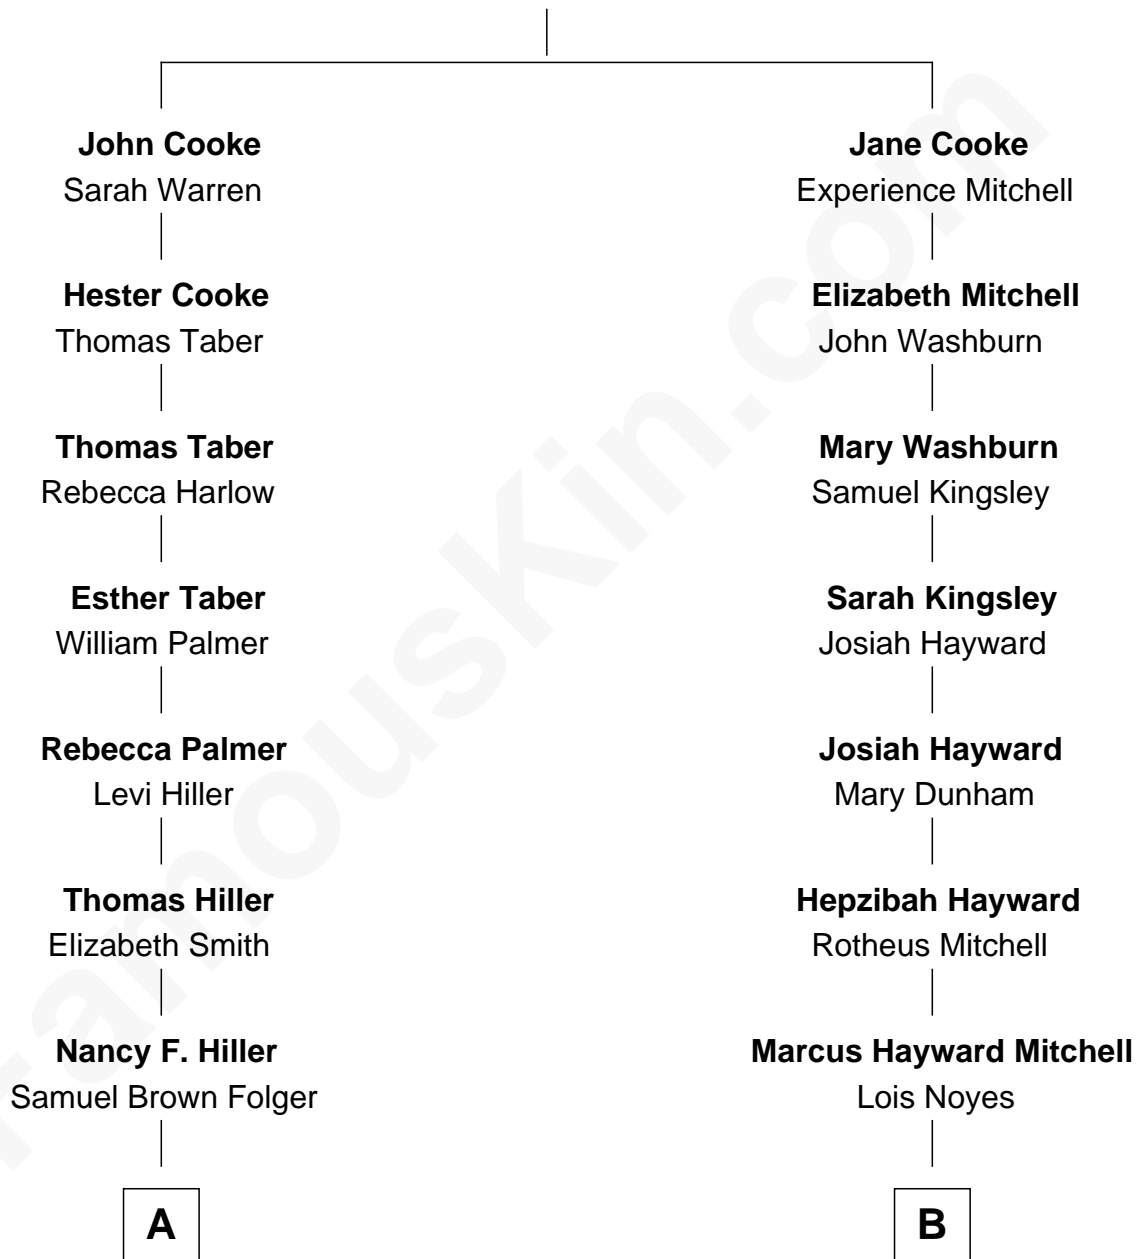 John Cooke
Sarah Warren
Hester Cooke
Thomas Taber
Thomas Taber
Rebecca Harlow
Esther Taber
William Palmer
Rebecca Palmer
Levi Hiller
Thomas Hiller
Elizabeth Smith
Nancy F. Hiller
Samuel Brown Folger
A
Jane Cooke
Experience Mitchell
Elizabeth Mitchell
John Washburn
Mary Washburn
Samuel Kingsley
Sarah Kingsley
Josiah Hayward
Josiah Hayward
Mary Dunham
Hepzibah Hayward
Rotheus Mitchell
Marcus Hayward Mitchell
Lois Noyes
B
FamousKin.com